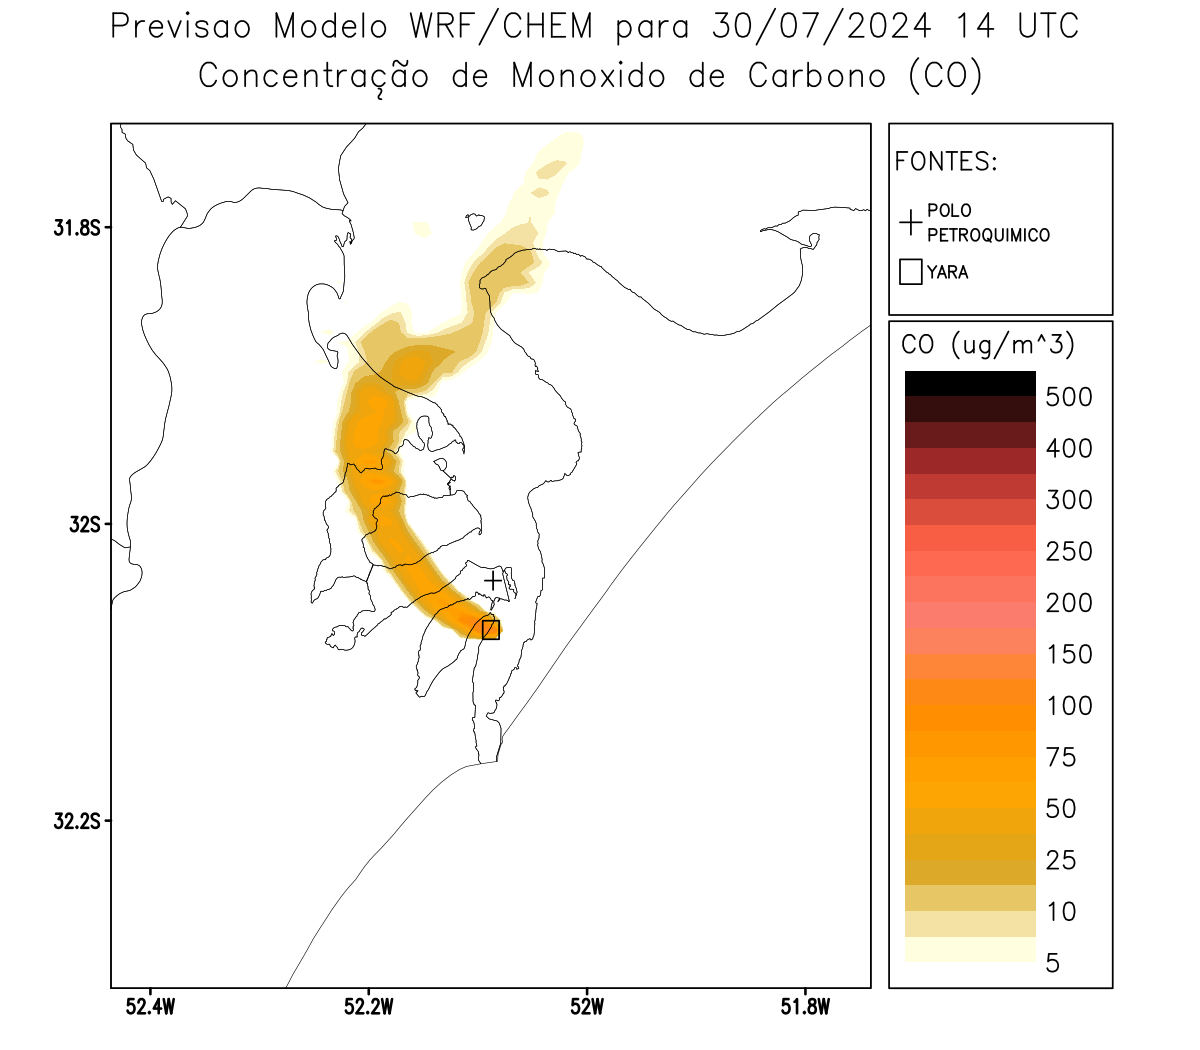 Previsao Modelo WRF/CHEM para 30/07/2024 14 UTC
Concentração de Monoxido de Carbono (CO)
FONTES:
POLO
PETROQUIMICO
YARA
CO (ug/m^3)
500
400
300
250
200
150
100
75
50
25
10
5
31.8S
32S
32.2S
52.4W
52.2W
52W
51.8W